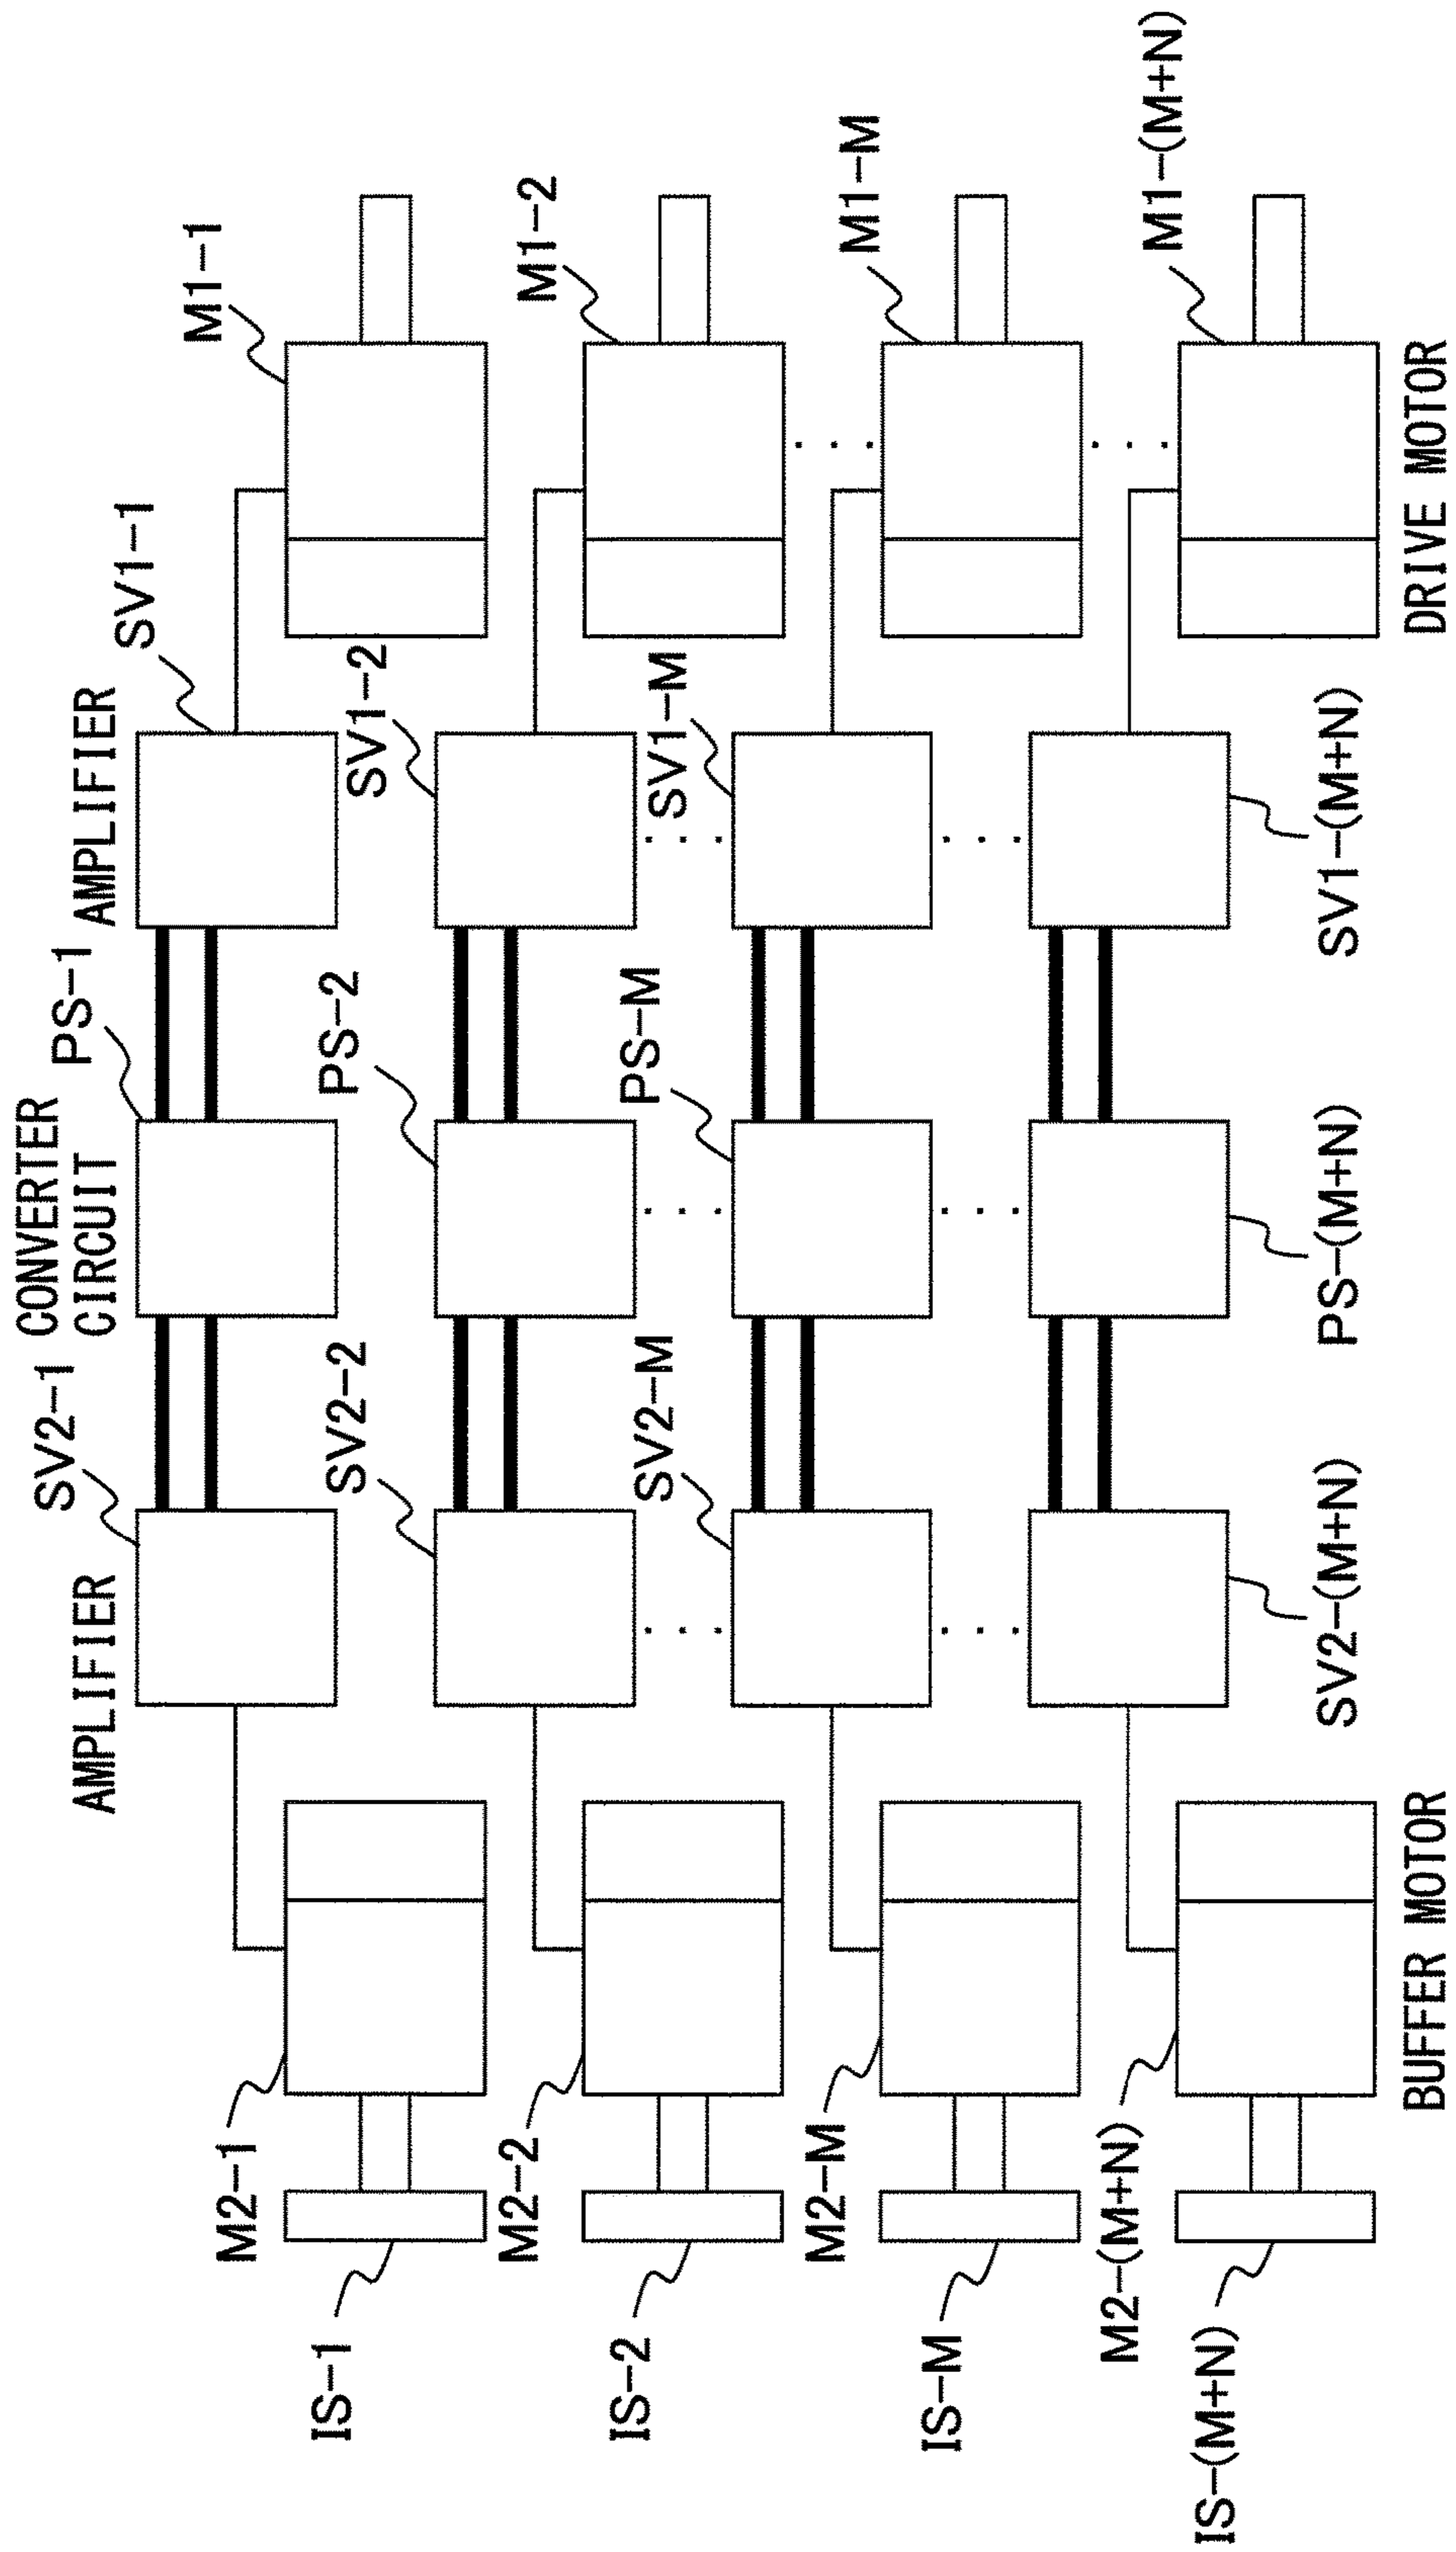 CONVERTER
CIRCUIT
AMPLIFIER
AMPLIFIER
SV2-1
PS-1
SV1-1
M1-1
M2-1
IS-1
SV2-2
PS-2
SV1-2
M1-2
M2-2
IS-2
SV2-M
PS-M
SV1-M
M1-M
M2-M
IS-M
M1-(M+N)
M2-(M+N)
IS-(M+N)
SV2-(M+N)
PS-(M+N)
SV1-(M+N)
BUFFER MOTOR
DRIVE MOTOR